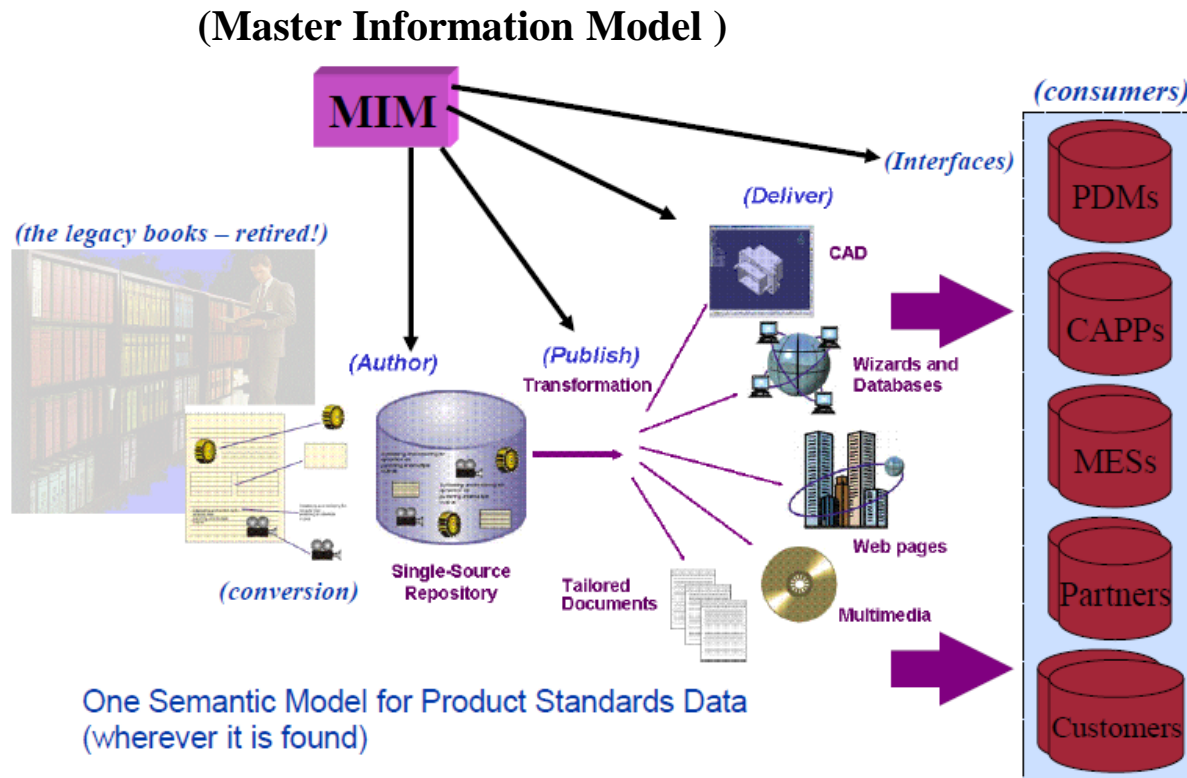 (Master Information Model )
MIM
(consumers)
(Interfaces)
PDMs
(Deliver)
(the legacy books – retired!)
CAD
CAPPs
(Author)
(Publish)
Transformation
Wizards and
Databases
MESs
Web pages
Single-Source
Repository
(conversion)
Tailored
Documents
Multimedia
Partners
One Semantic Model for Product Standards Data
(wherever it is found)
Customers